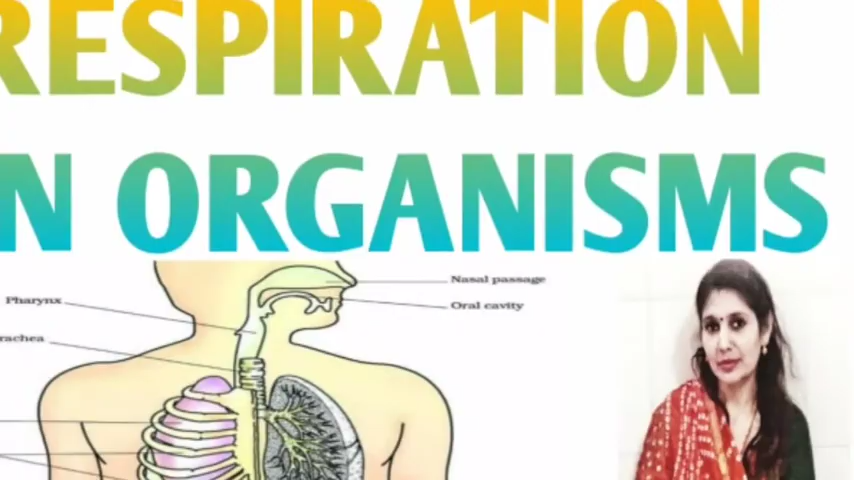 RESPIRATION
N ORGANISMS
Nasal passage
Pharynx
Oral cavity
rachea